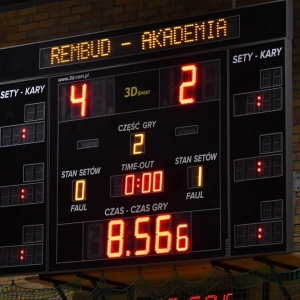 REMBUD - AKADEMIA
www.3d.com.pl
SETY - KARY
4
3D SPORT
2
SETY - KARY
CZĘŚĆ GRY
2
STAN SETÓW
TIME-OUT
STAN SETÓW
0
0:00
1
FAUL
FAUL
CZAS - CZAS GRY
8.56 6